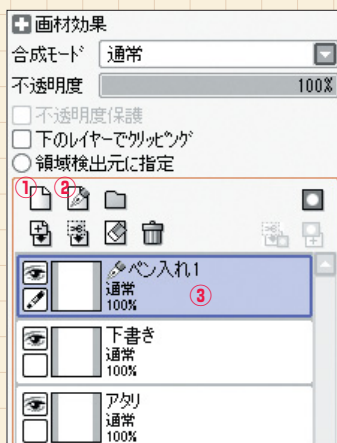 画材効果
合成モード 通常
不透明度 100%
不透明度保護
下のレイヤーでクリッピング
領域検出元に指定
① ②
ペン入れ1
通常
100%
③
下書き
通常
100%
アタリ
通常
100%